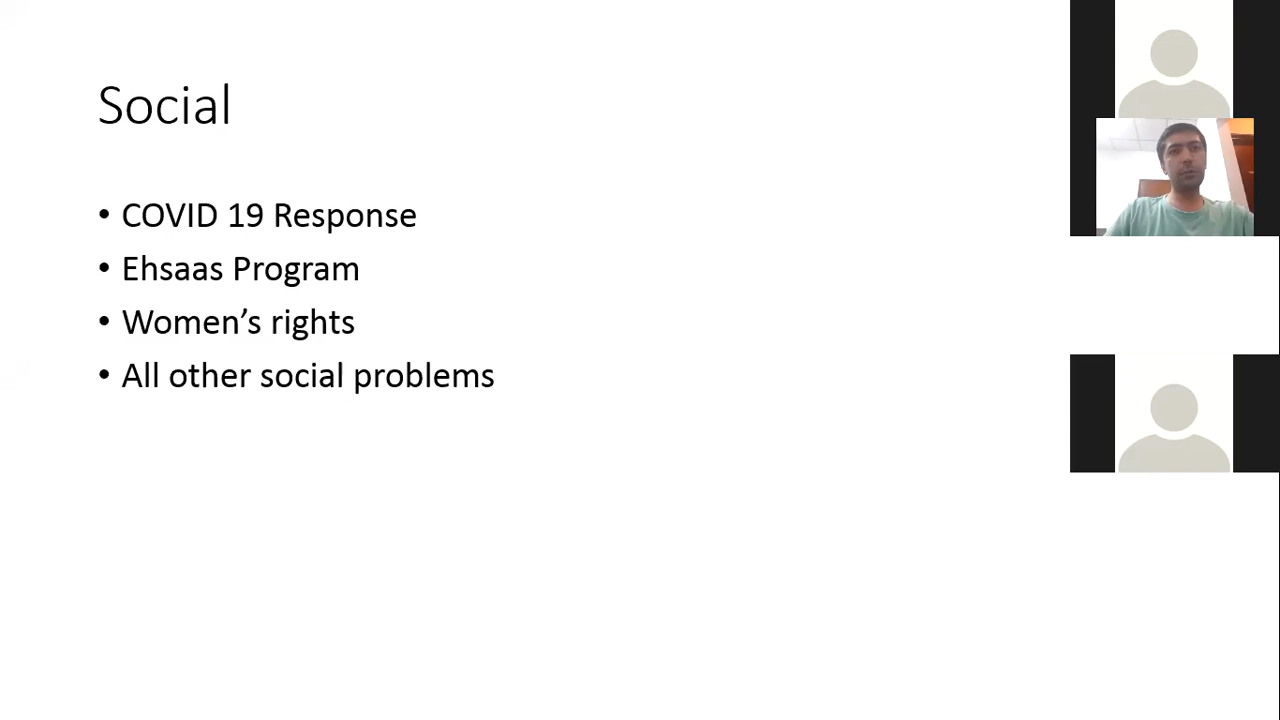 Social
• COVID 19 Response
• Ehsaas Program
• Women’s rights
• All other social problems